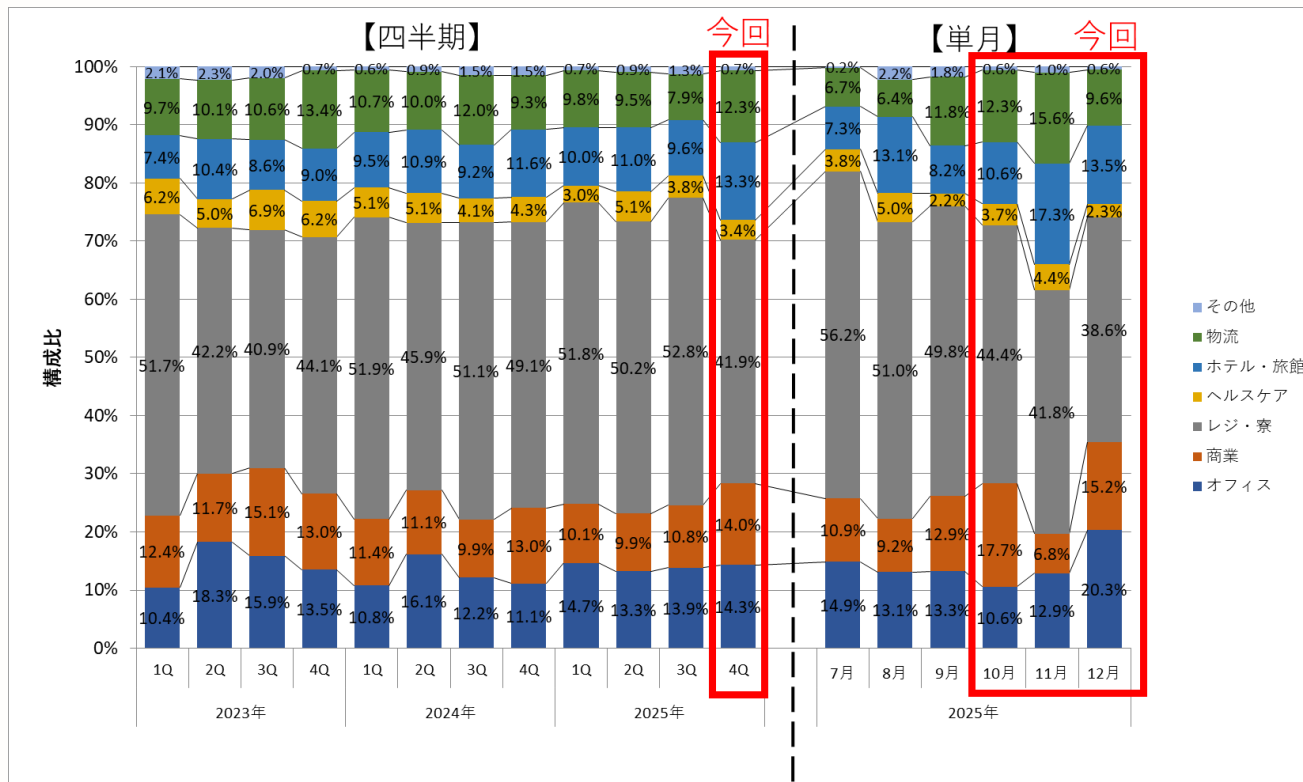 【四半期】 今回 【単月】 今回
100% 2.1% 2.3% 2.0% 0.7% 0.6% 0.9% 1.5% 1.5% 0.7% 0.9% 1.3% 0.7% 0.2% 2.2% 1.8% 0.6% 1.0% 0.6%
9.7% 10.1% 10.6% 13.4% 10.7% 10.0% 12.0% 9.3% 9.8% 9.5% 7.9% 12.3% 6.7% 6.4% 11.8% 12.3% 15.6% 9.6%
90%
7.4% 10.4% 8.6% 9.0% 9.5% 10.9% 9.2% 11.6% 10.0% 11.0% 9.6% 13.3% 7.3% 13.1% 8.2% 10.6% 17.3% 13.5%
80%
6.2% 5.0% 6.9% 6.2% 5.1% 5.1% 4.1% 4.3% 3.0% 5.1% 3.8% 3.4% 3.8% 5.0% 2.2% 3.7% 4.4% 2.3%
70%
60%
50%
51.7% 42.2% 40.9% 44.1% 51.9% 45.9% 51.1% 49.1% 51.8% 50.2% 52.8% 41.9% 56.2% 51.0% 49.8% 44.4% 41.8% 38.6%
40%
30%
20%
12.4% 11.7% 15.1% 13.0% 11.4% 11.1% 9.9% 13.0% 10.1% 9.9% 10.8% 14.0% 10.9% 9.2% 12.9% 17.7% 6.8% 15.2%
10%
10.4% 18.3% 15.9% 13.5% 10.8% 16.1% 12.2% 11.1% 14.7% 13.3% 13.9% 14.3% 14.9% 13.1% 13.3% 10.6% 12.9% 20.3%
0%
構成比
1Q 2Q 3Q 4Q 1Q 2Q 3Q 4Q 1Q 2Q 3Q 4Q 7月 8月 9月 10月 11月 12月
2023年 2024年 2025年 2025年
その他
物流
ホテル・旅館
ヘルスケア
レジ・寮
商業
オフィス